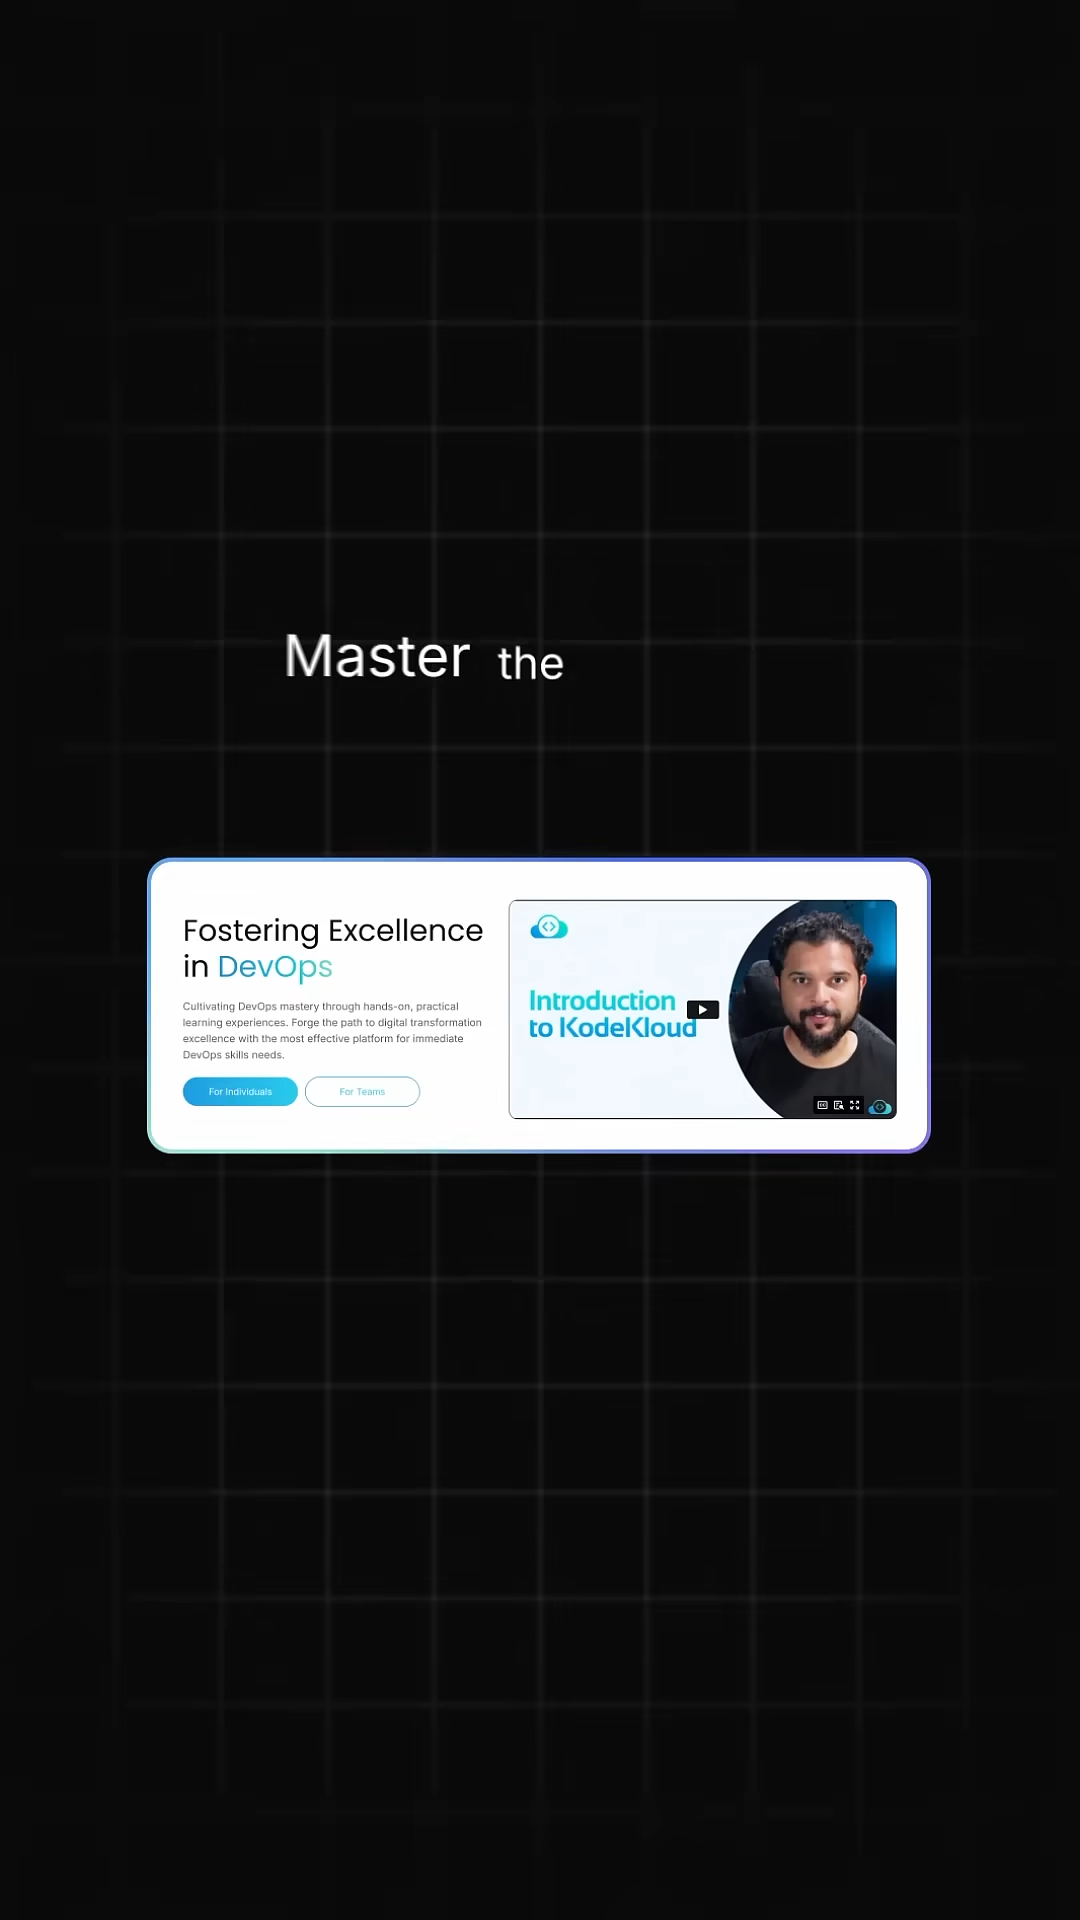 Master the
Fostering Excellence
in DevOps
Cultivating DevOps mastery through hands-on, practical
learning experiences. Forge the path to digital transformation
excellence with the most effective platform for immediate
DevOps skills needs.
For Individuals
For Teams
Introduction
to KodeKloud